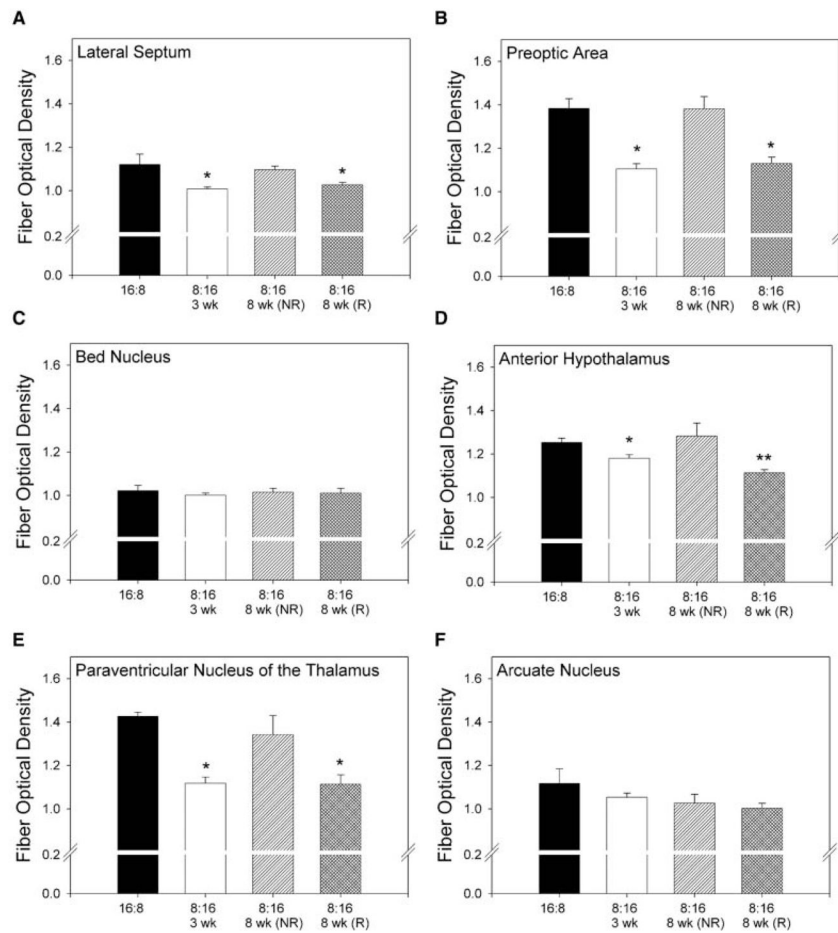 A
Lateral Septum
Fiber Optical Density
1.6
1.4
1.2
1.0
0.2
0.0
*
*
16:8
8:16
3 wk
8:16
8 wk (NR)
8:16
8 wk (R)
B
Preoptic Area
Fiber Optical Density
1.6
1.4
1.2
1.0
0.2
0.0
*
*
16:8
8:16
3 wk
8:16
8 wk (NR)
8:16
8 wk (R)
C
Bed Nucleus
Fiber Optical Density
1.6
1.4
1.2
1.0
0.2
0.0
16:8
8:16
3 wk
8:16
8 wk (NR)
8:16
8 wk (R)
D
Anterior Hypothalamus
Fiber Optical Density
1.6
1.4
1.2
1.0
0.2
0.0
*
**
16:8
8:16
3 wk
8:16
8 wk (NR)
8:16
8 wk (R)
E
Paraventricular Nucleus of the Thalamus
Fiber Optical Density
1.6
1.4
1.2
1.0
0.2
0.0
*
*
16:8
8:16
3 wk
8:16
8 wk (NR)
8:16
8 wk (R)
F
Arcuate Nucleus
Fiber Optical Density
1.6
1.4
1.2
1.0
0.2
0.0
16:8
8:16
3 wk
8:16
8 wk (NR)
8:16
8 wk (R)